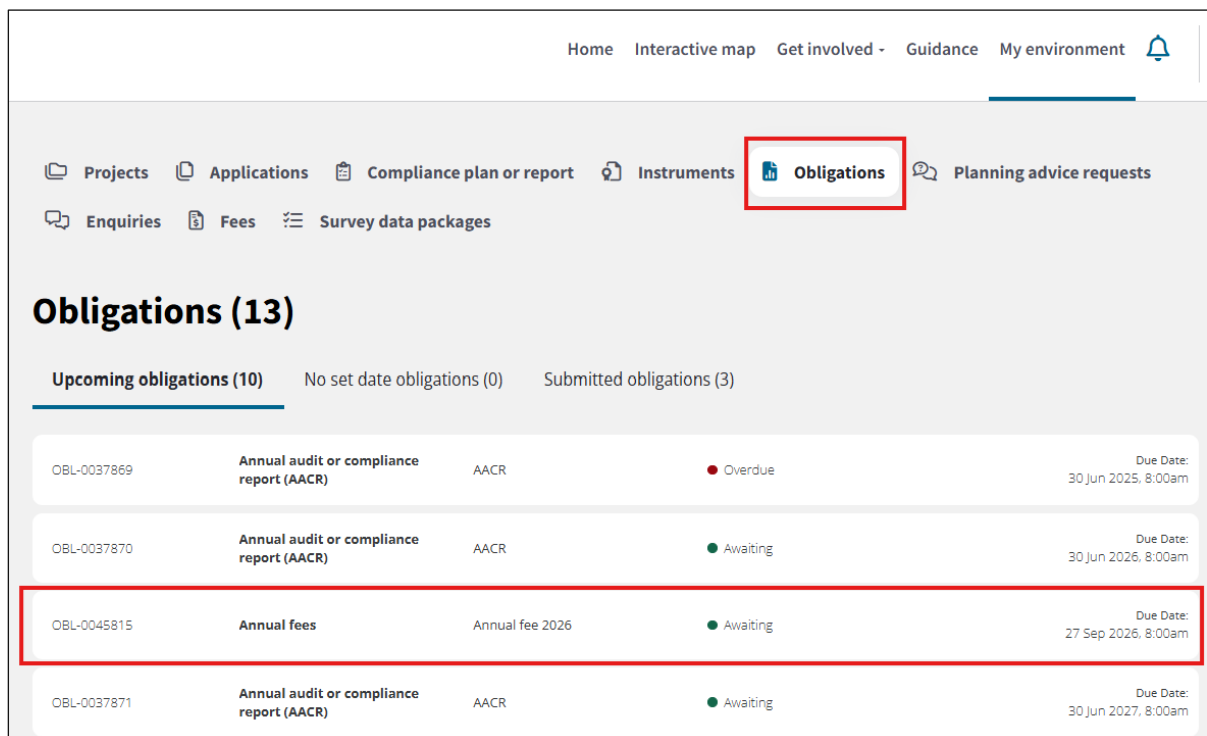 Home Interactive map Get involved - Guidance My environment
Projects Applications Compliance plan or report Instruments Obligations Planning advice requests
Enquiries Fees Survey data packages
Obligations (13)
Upcoming obligations (10) No set date obligations (0) Submitted obligations (3)
OBL-0037869 Annual audit or compliance report (AACR) AACR Overdue Due Date: 30 Jun 2025, 8:00am
OBL-0037870 Annual audit or compliance report (AACR) AACR Awaiting Due Date: 30 Jun 2026, 8:00am
OBL-0045815 Annual fees Annual fee 2026 Awaiting Due Date: 27 Sep 2026, 8:00am
OBL-0037871 Annual audit or compliance report (AACR) AACR Awaiting Due Date: 30 Jun 2027, 8:00am